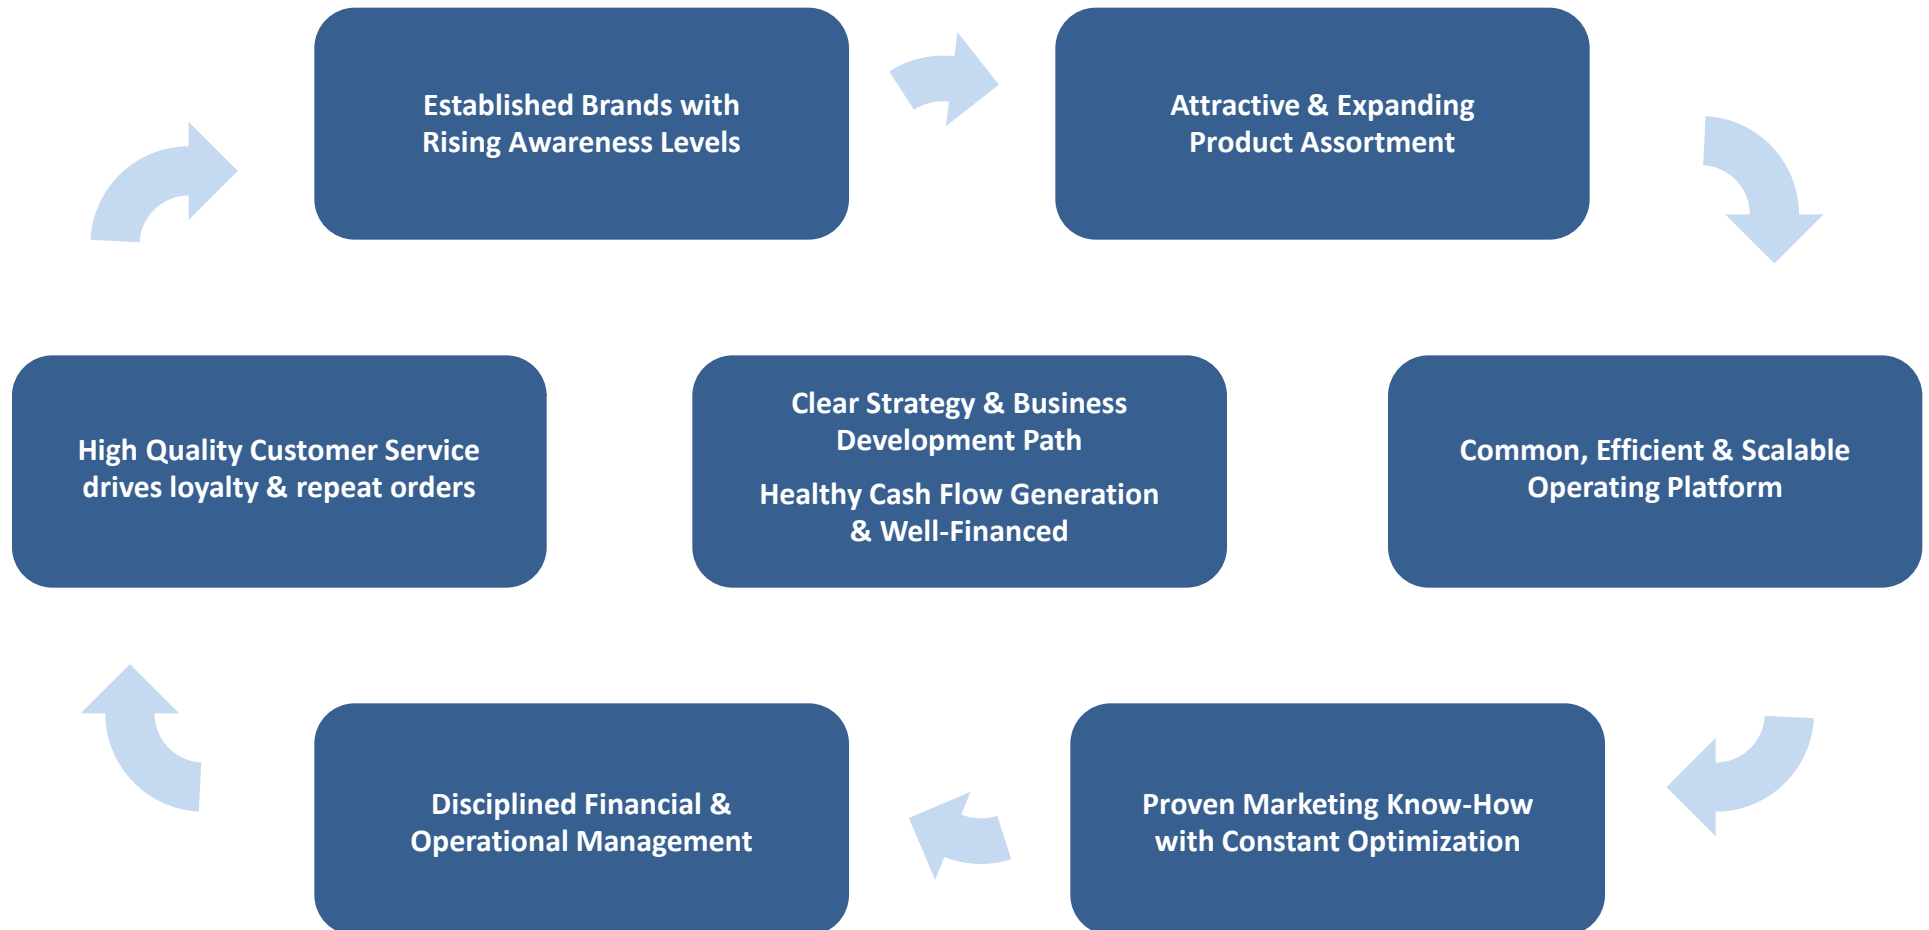 Established Brands with
Rising Awareness Levels
Attractive & Expanding
Product Assortment
High Quality Customer Service
drives loyalty & repeat orders
Clear Strategy & Business
Development Path
Healthy Cash Flow Generation
& Well-Financed
Common, Efficient & Scalable
Operating Platform
Disciplined Financial &
Operational Management
Proven Marketing Know-How
with Constant Optimization